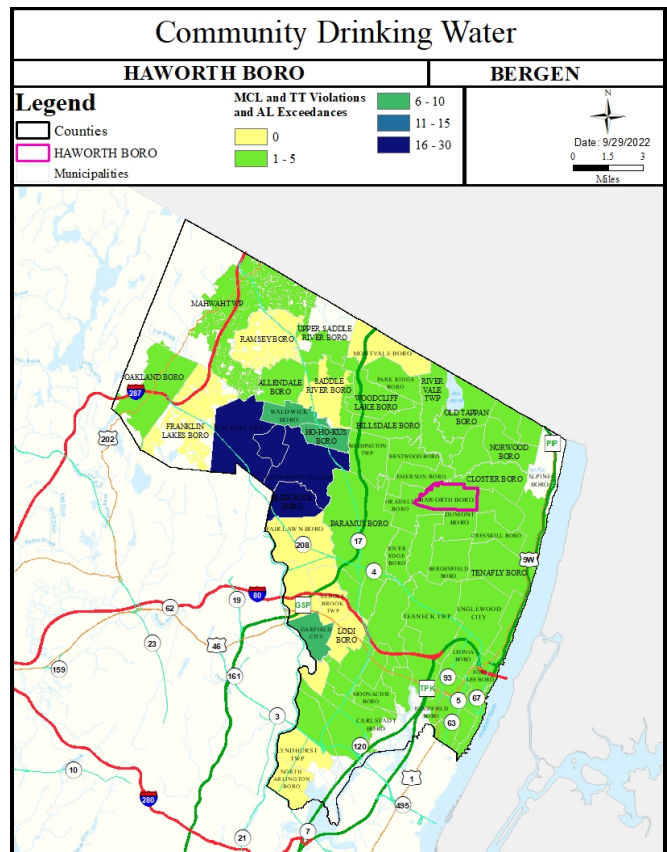 Community Drinking Water
HAWORTH BORO
BERGEN
Legend
Counties
HAWORTH BORO
Municipalities
MCL and TT Violations
and AL Exceedances
0
1 - 5
6 - 10
11 - 15
16 - 30
N
Date: 9/29/2022
0 1.5 3
Miles
MAHWAH TWP
RAMSEY BORO
UPPER SADDLE
RIVER BORO
MONTVALE BORO
OAKLAND BORO
ALLENDALE
BORO
SADDLE
RIVER BORO
PARK RIDGE
BORO
RIVER
VALE
TWP
WOODCLIFF
LAKE BORO
287
202
FRANKLIN
LAKES BORO
WALDWICK
BORO
HO-HO-KUS
BORO
HILLSDALE BORO
OLD TAPPAN
BORO
WASHINGTON
TWP
WESTWOOD BORO
NORWOOD
BORO
PIP
EMERSON BORO
CLOSTER BORO
ALPINE
BORO
GLEN ROCK
BORO
ORADELL
BORO
HAWORTH BORO
DUMONT
BORO
FAIR LAWN BORO
PARAMUS BORO
CRESSKILL BORO
208
17
RIVER
EDGE
BORO
9W
4
BERGENFIELD
BORO
TENAFLY BORO
80
19
62
GSP
BROOK
TWP
TEANECK TWP
ENGLEWOOD
CITY
GARFIELD
CITY
LODI
BORO
23
46
LEONIA
BORO
159
161
93
FORT
LEE BORO
TPK
67
5
MOONACHIE
BORO
3
63
CARLSTADT
BORO
120
LYNDHURST
TWP
10
NORTH
ARLINGTON
BORO
1
280
495
21
7